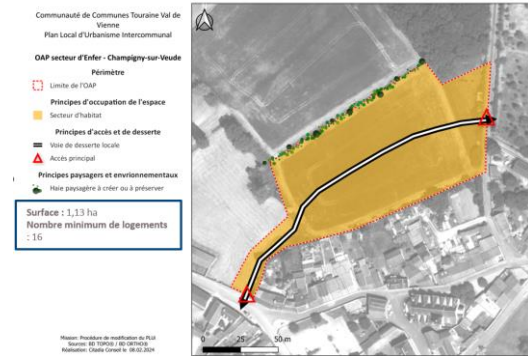 Communauté de Communes Touraine Val de
Vienne
Plan Local d'Urbanisme Intercommunal
OAP secteur d'Enfer - Champigny-sur-Veude
Périmètre
Limite de l'OAP
Principes d'occupation de l'espace
Secteur d'habitat
Principes d'accès et de desserte
Voie de desserte locale
Accès principal
Principes paysagers et envrionnementaux
Haie paysagère à créer ou à préserver
Surface : 1,13 ha
Nombre minimum de logements
: 16
Mission: Procédure de modification du PLUi
Sources: BD TOPO® / BD ORTHO®
Réalisation: Citadia Conseil le 08.02.2024
0 25 50 m